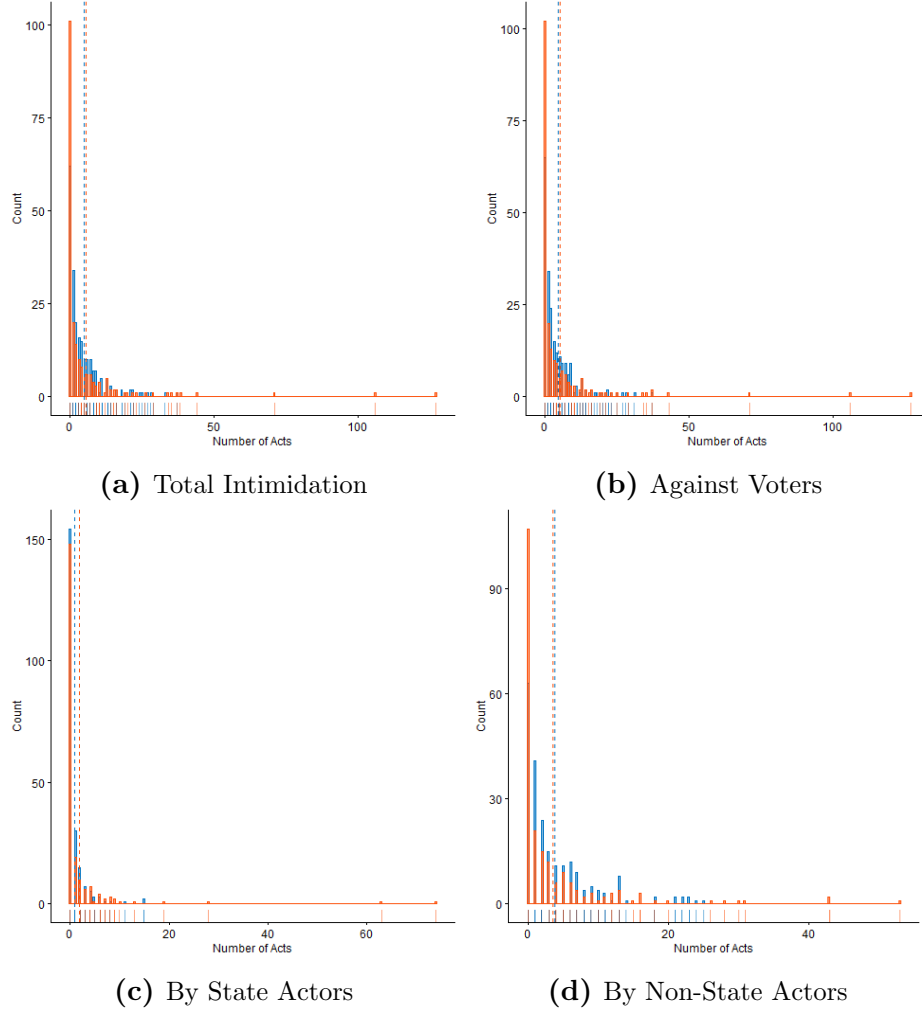 100
75
50
25
0
Count
0
50
100
Number of Acts
(a) Total Intimidation
100
75
50
25
0
Count
0
50
100
Number of Acts
(b) Against Voters
150
100
50
0
Count
0
20
40
60
Number of Acts
(c) By State Actors
90
60
30
0
Count
0
20
40
Number of Acts
(d) By Non-State Actors